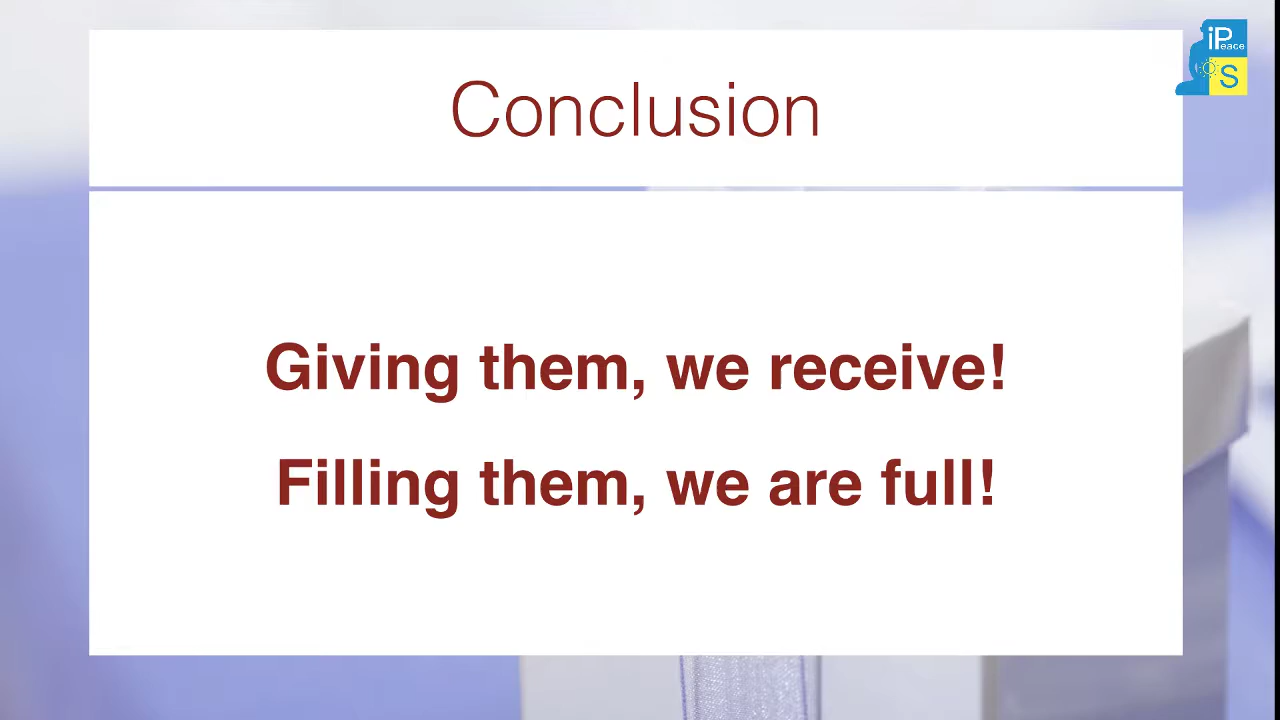 iPeace
S
Conclusion
Giving them, we receive!
Filling them, we are full!